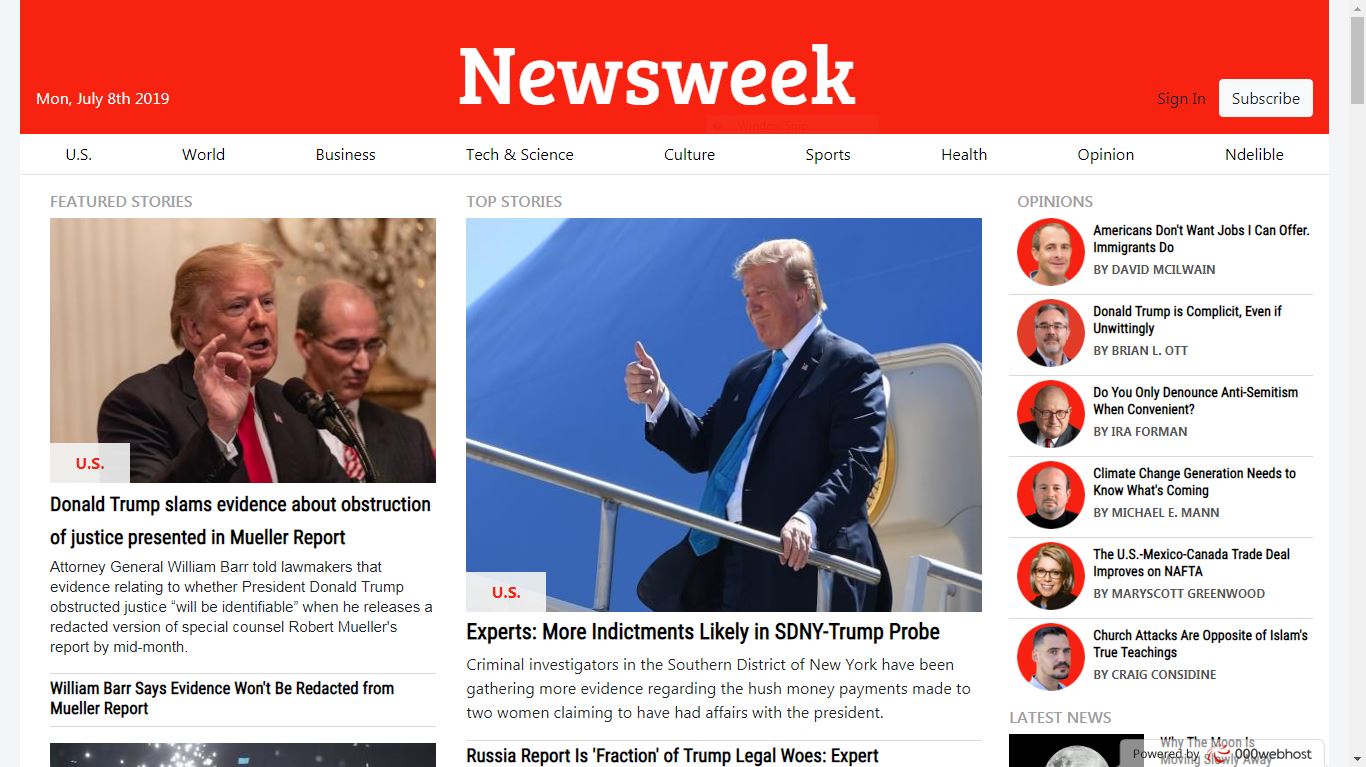 Newsweek
Mon, July 8th 2019
Sign In
Subscribe
Window Snip
U.S.
World
Business
Tech & Science
Culture
Sports
Health
Opinion
Ndelible
FEATURED STORIES
U.S.
Donald Trump slams evidence about obstruction
of justice presented in Mueller Report
Attorney General William Barr told lawmakers that
evidence relating to whether President Donald Trump
obstructed justice “will be identifiable” when he releases a
redacted version of special counsel Robert Mueller's
report by mid-month.
William Barr Says Evidence Won't Be Redacted from
Mueller Report
TOP STORIES
U.S.
Experts: More Indictments Likely in SDNY-Trump Probe
Criminal investigators in the Southern District of New York have been
gathering more evidence regarding the hush money payments made to
two women claiming to have had affairs with the president.
Russia Report Is 'Fraction' of Trump Legal Woes: Expert
OPINIONS
Americans Don't Want Jobs I Can Offer.
Immigrants Do
BY DAVID MCILWAIN
Donald Trump is Complicit, Even if
Unwittingly
BY BRIAN L. OTT
Do You Only Denounce Anti-Semitism
When Convenient?
BY IRA FORMAN
Climate Change Generation Needs to
Know What's Coming
BY MICHAEL E. MANN
The U.S.-Mexico-Canada Trade Deal
Improves on NAFTA
BY MARYSCOTT GREENWOOD
Church Attacks Are Opposite of Islam's
True Teachings
BY CRAIG CONSIDINE
LATEST NEWS
Why The Moon Is
Moving Slowly Away
Powered by 000webhost